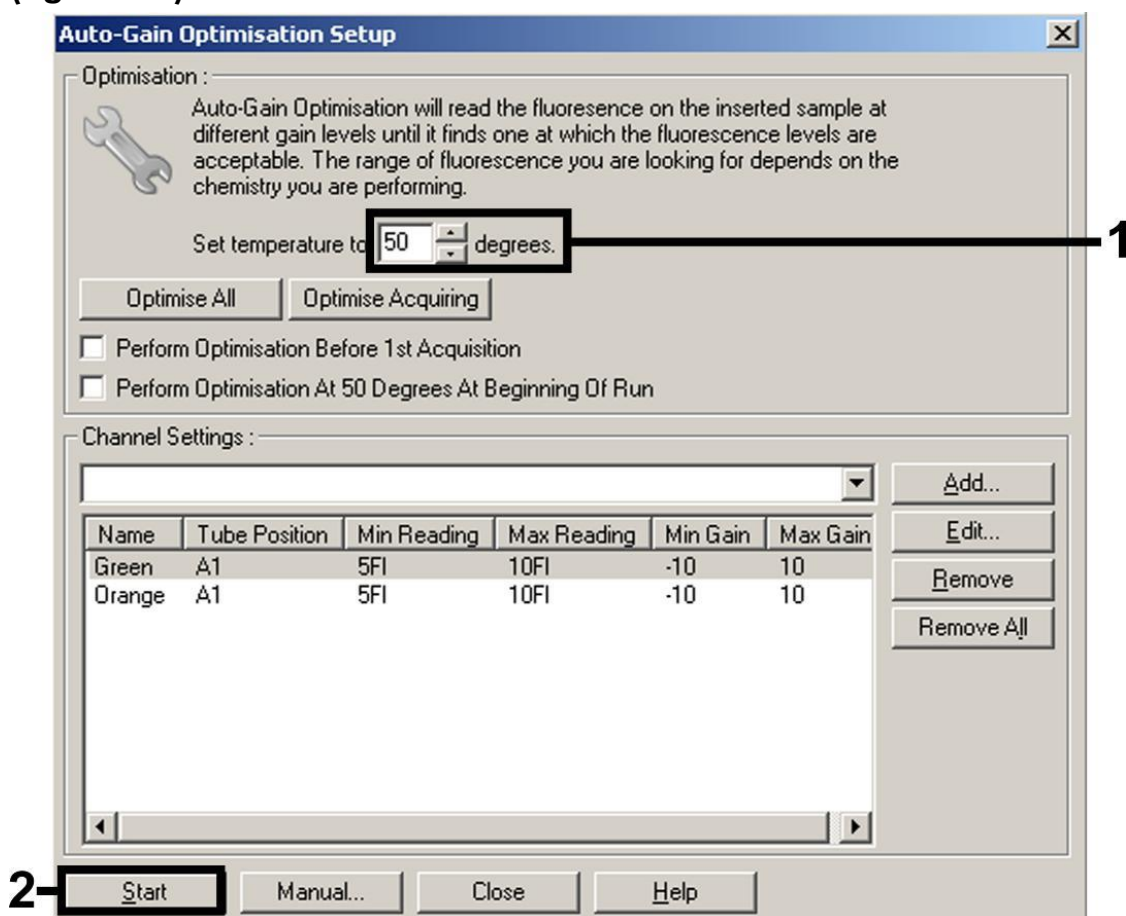 Auto-Gain Optimisation Setup
Optimisation :
Auto-Gain Optimisation will read the fluoresence on the inserted sample at
different gain levels until it finds one at which the fluorescence levels are
acceptable. The range of fluorescence you are looking for depends on the
chemistry you are performing.
Set temperature to 50 degrees.
1
Optimise All Optimise Acquiring
Perform Optimisation Before 1st Acquisition
Perform Optimisation At 50 Degrees At Beginning Of Run
Channel Settings :
Add...
Name Tube Position Min Reading Max Reading Min Gain Max Gain
Edit...
Green A1 5FI 10FI -10 10
Remove
Orange A1 5FI 10FI -10 10
Remove All
2
Start Manual... Close Help